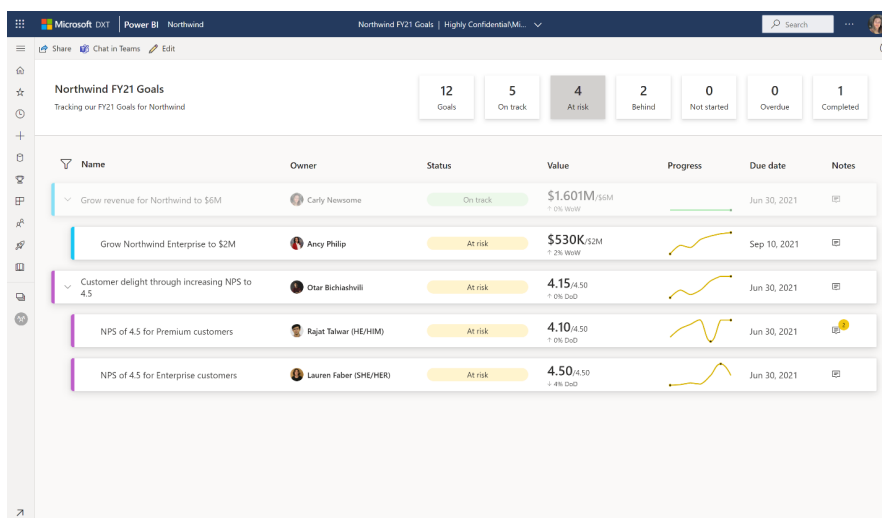 Microsoft DXT Power BI Northwind
Northwind FY21 Goals | Highly Confidential\Mi...
Search
Share Chat in Teams Edit
Northwind FY21 Goals
Tracking our FY21 Goals for Northwind
12 5 4 2 0 0 1
Goals On track At risk Behind Not started Overdue Completed
Name Owner Status Value Progress Due date Notes
Grow revenue for Northwind to $6M Carly Newsome On track $1.601M/$6M Jun 30, 2021
↑ 0% WoW
Grow Northwind Enterprise to $2M Ancy Philip At risk $530K/$2M Sep 10, 2021
↑ 2% WoW
Customer delight through increasing NPS to
4.5 Otar Bichiashvili At risk 4.15/4.50 Jun 30, 2021
↑ 0% DoD
NPS of 4.5 for Premium customers Rajat Talwar (HE/HIM) At risk 4.10/4.50 Jun 30, 2021 2
↑ 0% DoD
NPS of 4.5 for Enterprise customers Lauren Faber (SHE/HER) At risk 4.50/4.50 Jun 30, 2021
↓ 4% DoD